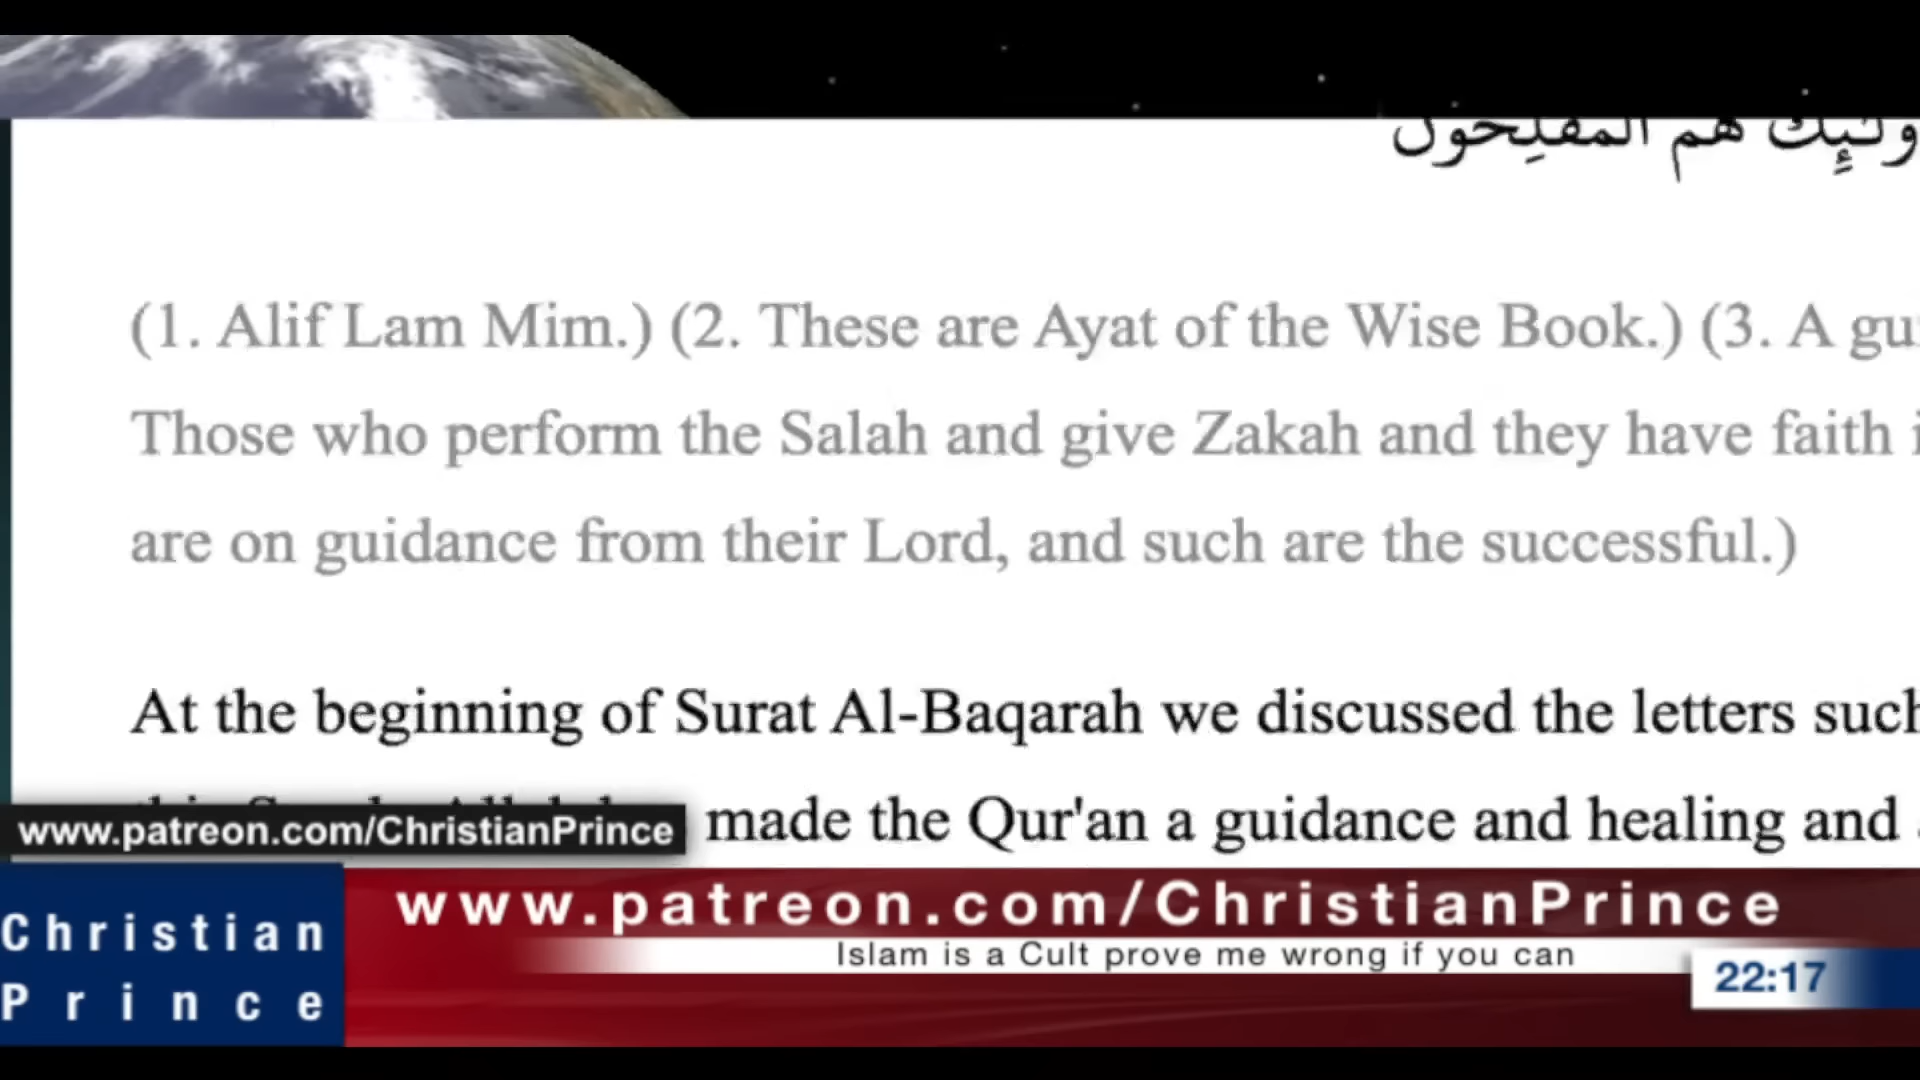 هم المفلحون
(1. Alif Lam Mim.) (2. These are Ayat of the Wise Book.) (3. A
Those who perform the Salah and give Zakah and they have faith
are on guidance from their Lord, and such are the successful.)
At the beginning of Surat Al-Baqarah we discussed the letters
made the Qur'an a guidance and healing and
www.patreon.com/ChristianPrince
Christian
Prince
www.patreon.com/ChristianPrince
Islam is a Cult prove me wrong if you can
22:17